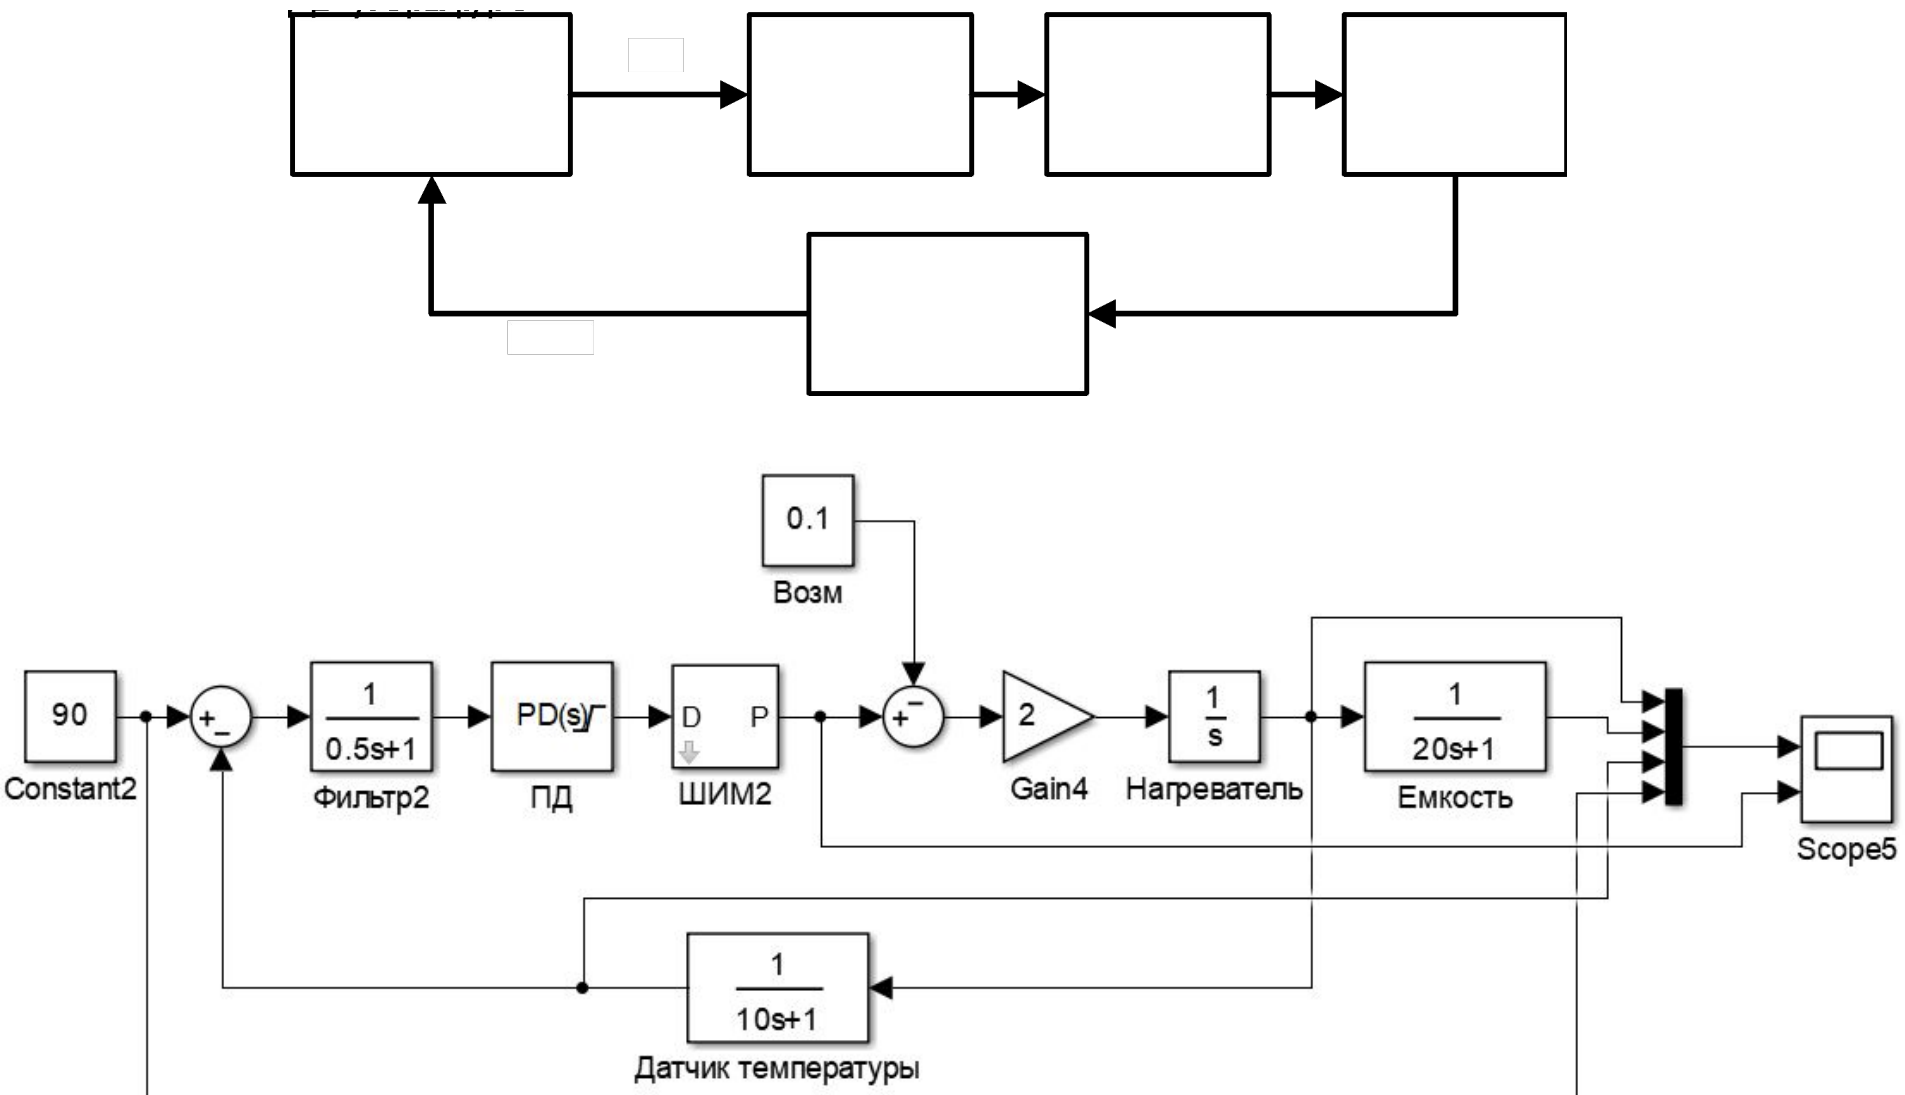 0.1
Возм
90
Constant2
+
−
1
0.5s+1
Фильтр2
PD(s)
ПД
D P
ШИМ2
+
−
2
Gain4
1
s
Нагреватель
1
20s+1
Емкость
Scope5
1
10s+1
Датчик температуры